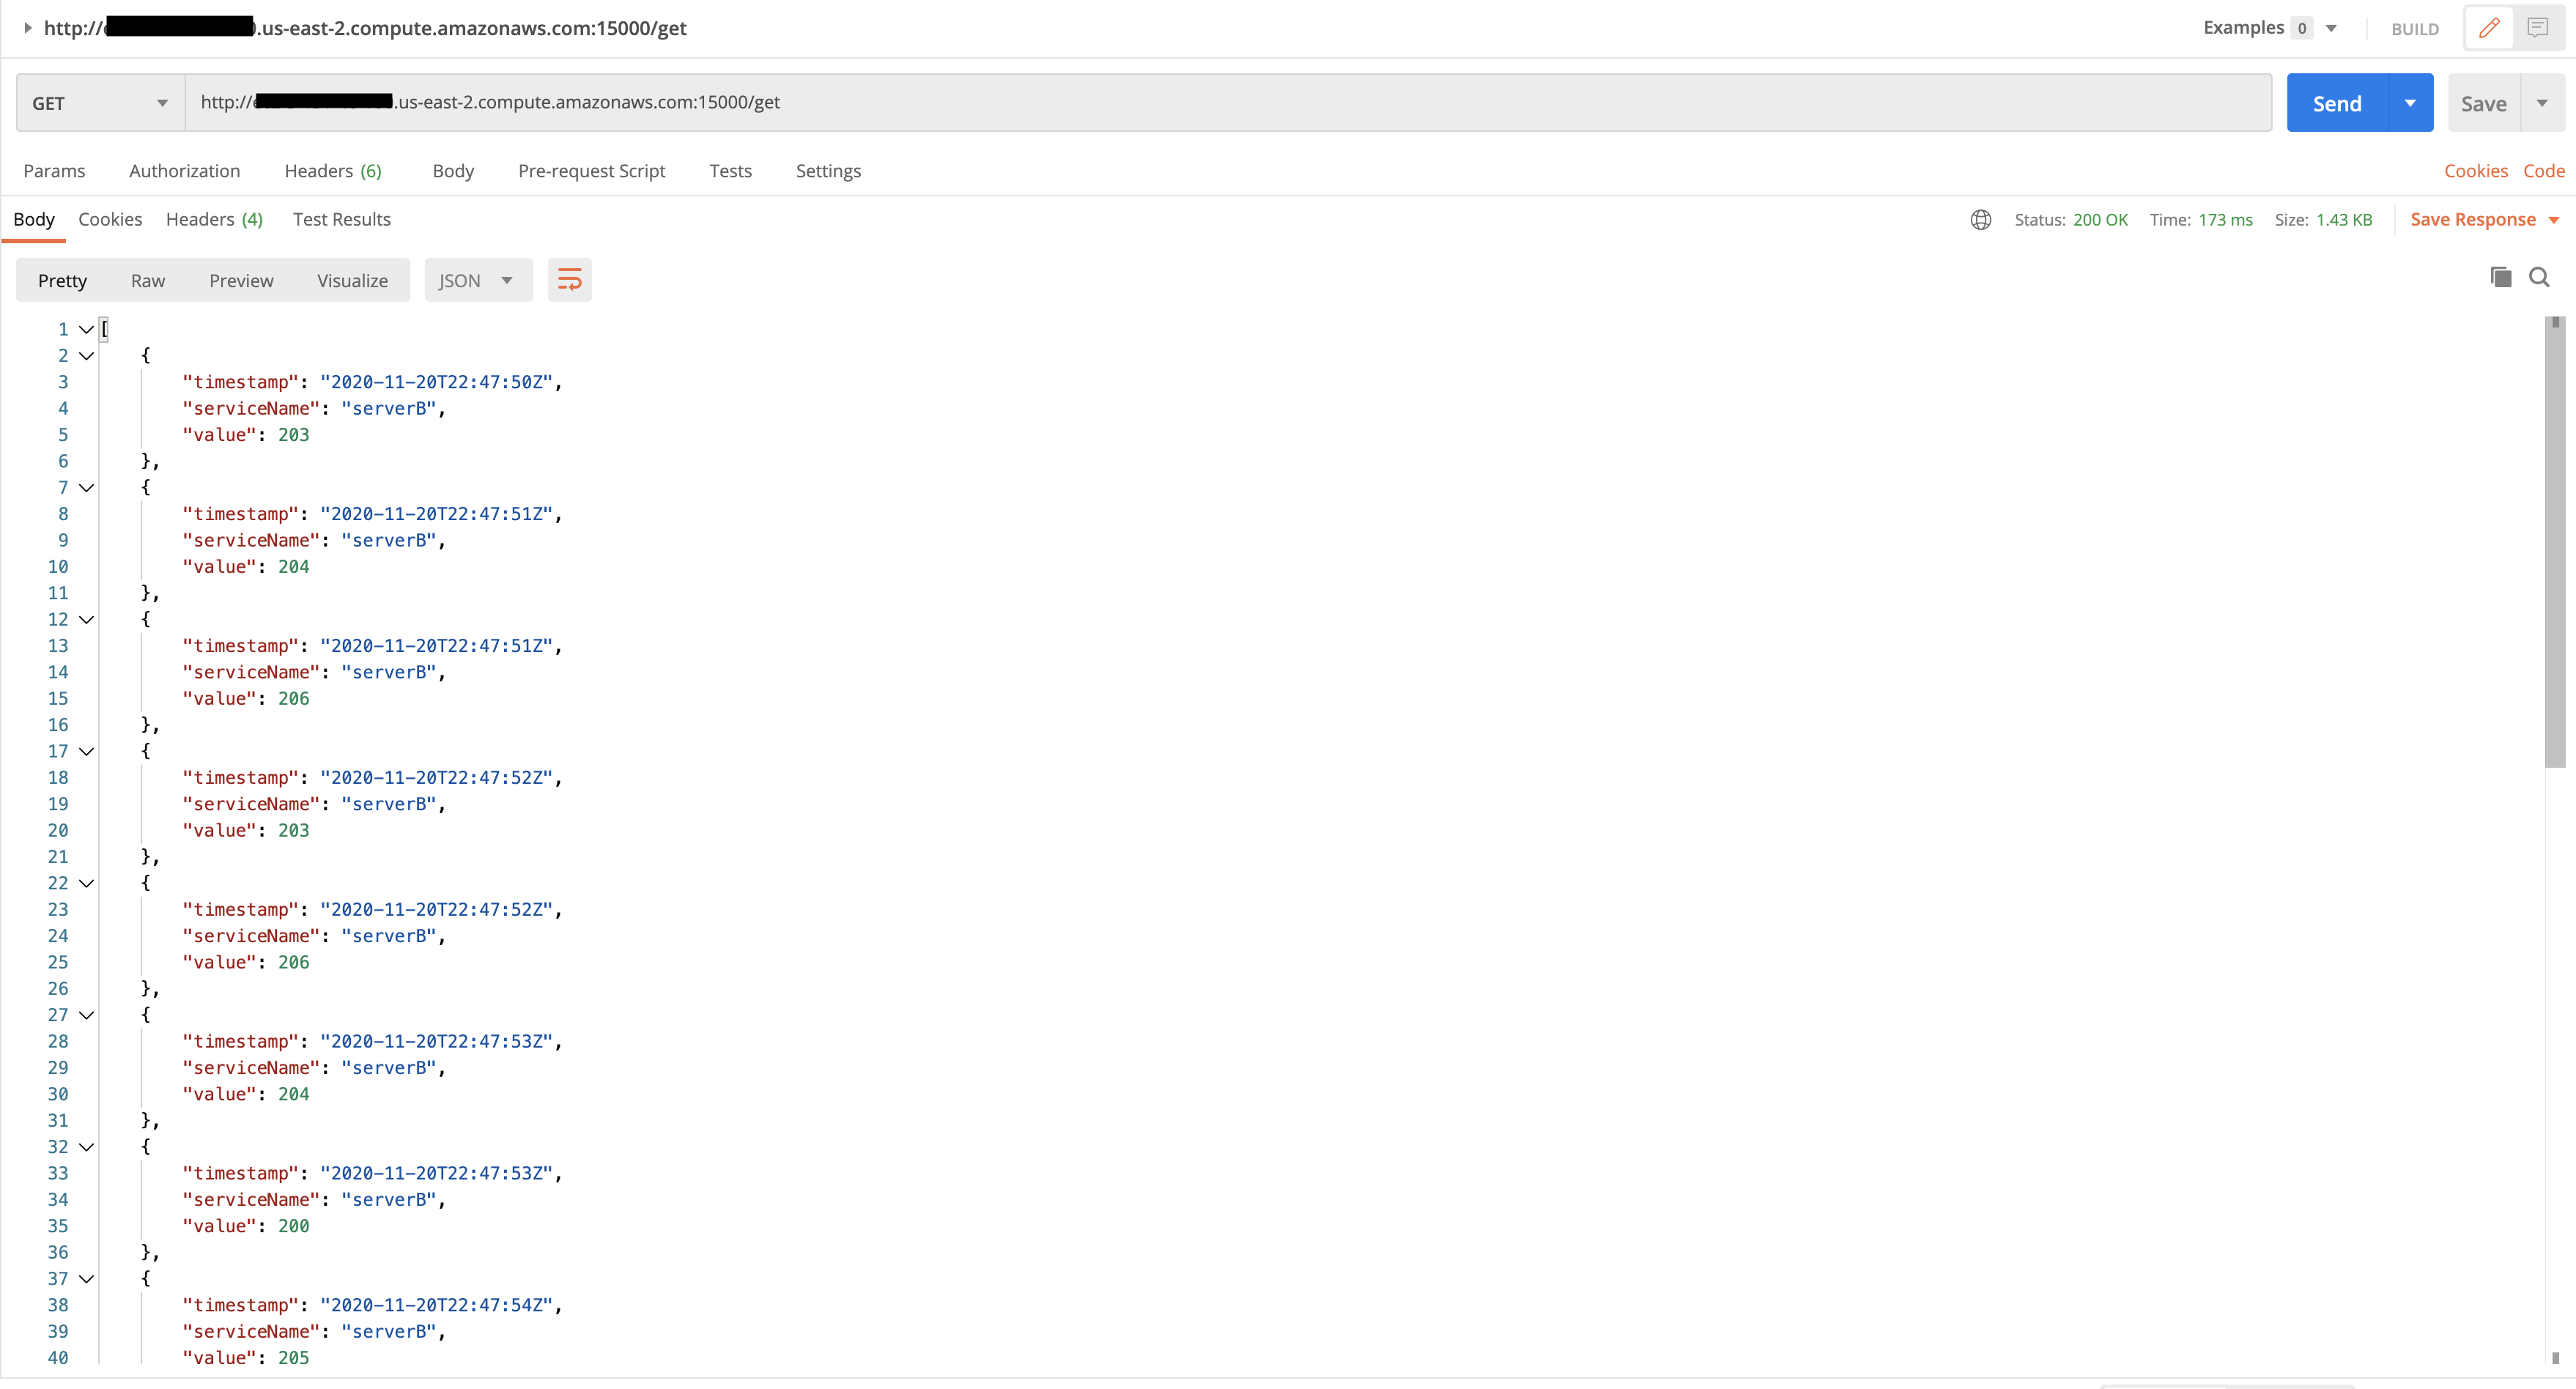 http:// .us-east-2.compute.amazonaws.com:15000/get
Examples 0 BUILD
GET http:// .us-east-2.compute.amazonaws.com:15000/get Send Save
Params Authorization Headers (6) Body Pre-request Script Tests Settings Cookies Code
Body Cookies Headers (4) Test Results Status: 200 OK Time: 173 ms Size: 1.43 KB Save Response
Pretty Raw Preview Visualize JSON
1 [
2 {
3 "timestamp": "2020-11-20T22:47:50Z",
4 "serviceName": "serverB",
5 "value": 203
6 },
7 {
8 "timestamp": "2020-11-20T22:47:51Z",
9 "serviceName": "serverB",
10 "value": 204
11 },
12 {
13 "timestamp": "2020-11-20T22:47:51Z",
14 "serviceName": "serverB",
15 "value": 206
16 },
17 {
18 "timestamp": "2020-11-20T22:47:52Z",
19 "serviceName": "serverB",
20 "value": 203
21 },
22 {
23 "timestamp": "2020-11-20T22:47:52Z",
24 "serviceName": "serverB",
25 "value": 206
26 },
27 {
28 "timestamp": "2020-11-20T22:47:53Z",
29 "serviceName": "serverB",
30 "value": 204
31 },
32 {
33 "timestamp": "2020-11-20T22:47:53Z",
34 "serviceName": "serverB",
35 "value": 200
36 },
37 {
38 "timestamp": "2020-11-20T22:47:54Z",
39 "serviceName": "serverB",
40 "value": 205